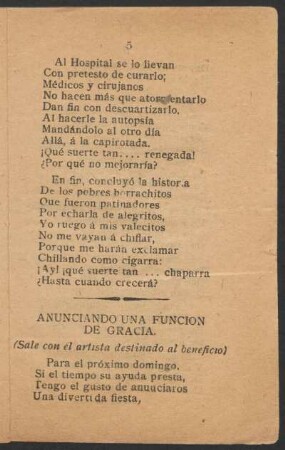 5
Al Hospital se lo llevan
Con pretesto de curarlo;
Médicos y cirujanos
No hacen más que atormentarlo
Dan fin con descuartizarlo,
Al hacerle la autopsía
Mandándolo al otro día
Allá, á la capirotada.
¡Qué suerte tan.... renegada!
¿Por qué no mejoraría?
En fin, concluyó la historia
De los pobres borrachitos
Que fueron patinadores
Por echarla de alegritos,
Yo ruego á mis valecitos
No me vayan á chiflar,
Porque me harán exclamar
Chillando como cigarra:
¡Ay! ¡qué suerte tan ... chaparra
¿Hasta cuando crecerá?
ANUNCIANDO UNA FUNCION
DE GRACIA.
(Sale con el artista destinado al beneficio)
Para el próximo domingo,
Si el tiempo su ayuda presta,
Tengo el gusto de anunciaros
Una divertida fiesta,